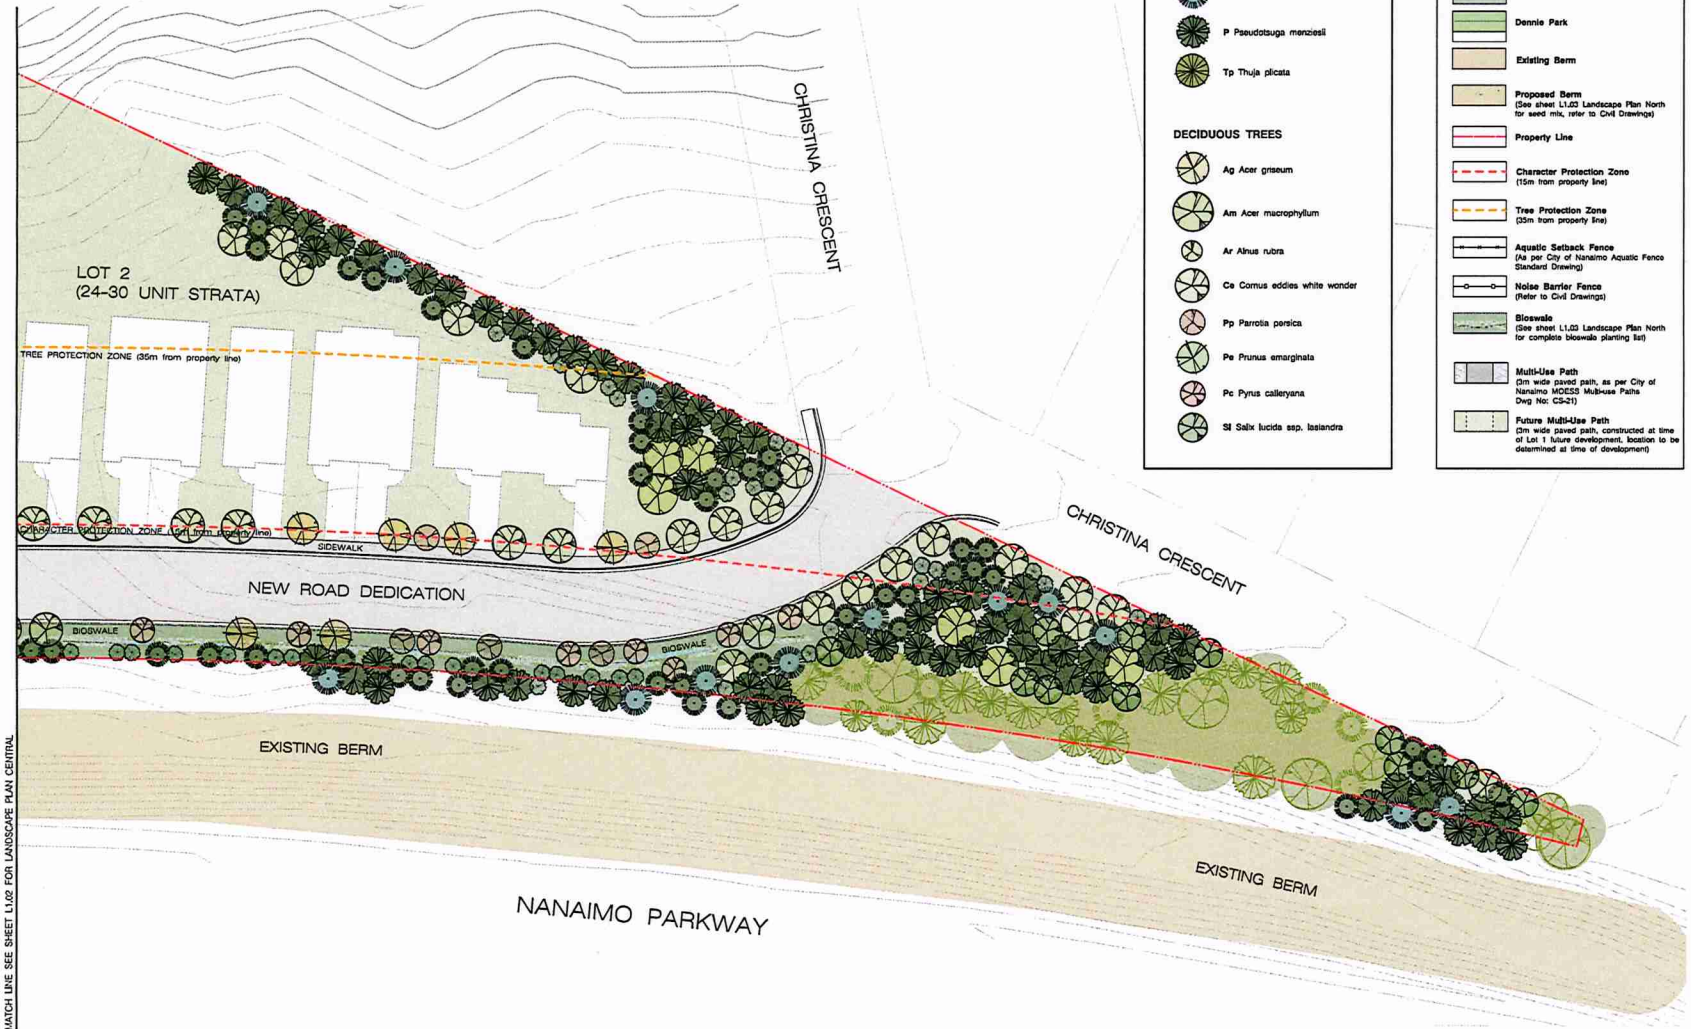 CHRISTINA CRESCENT
LOT 2
(24-30 UNIT STRATA)
TREE PROTECTION ZONE (35m from property line)
CHARACTER PROTECTION ZONE (15m from property line)
SIDEWALK
NEW ROAD DEDICATION
BIOSWALE
BIOSWALE
CHRISTINA CRESCENT
EXISTING BERM
EXISTING BERM
NANAIMO PARKWAY
MATCH LINE SEE SHEET L1.02 FOR LANDSCAPE PLAN CENTRAL
P Pseudotsuga menziesii
Tp Thuja plicata
DECIDUOUS TREES
Ag Acer griseum
Am Acer macrophyllum
Ar Alnus rubra
Ce Cornus eddies white wonder
Pp Parrotia persica
Pe Prunus emarginata
Pc Pyrus calleryana
Sl Salix lucida ssp. lasiandra
Dennie Park
Existing Berm
Proposed Berm
(See sheet L1.03 Landscape Plan North
for seed mix, refer to Civil Drawings)
Property Line
Character Protection Zone
(15m from property line)
Tree Protection Zone
(35m from property line)
Aquatic Setback Fence
(As per City of Nanaimo Aquatic Fence
Standard Drawing)
Noise Barrier Fence
(Refer to Civil Drawings)
Bioswale
(See sheet L1.03 Landscape Plan North
for complete bioswale planting list)
Multi-Use Path
(3m wide paved path, as per City of
Nanaimo MOESS Multi-use Paths
Dwg No: CS-21)
Future Multi-Use Path
(3m wide paved path, constructed at time
of Lot 1 future development, location to be
determined at time of development)